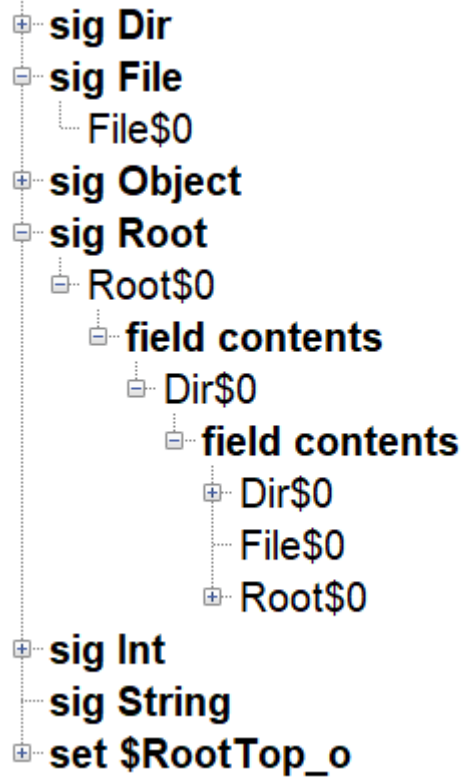 sig Dir
sig File
File$0
sig Object
sig Root
Root$0
field contents
Dir$0
field contents
Dir$0
File$0
Root$0
sig Int
sig String
set $RootTop_o